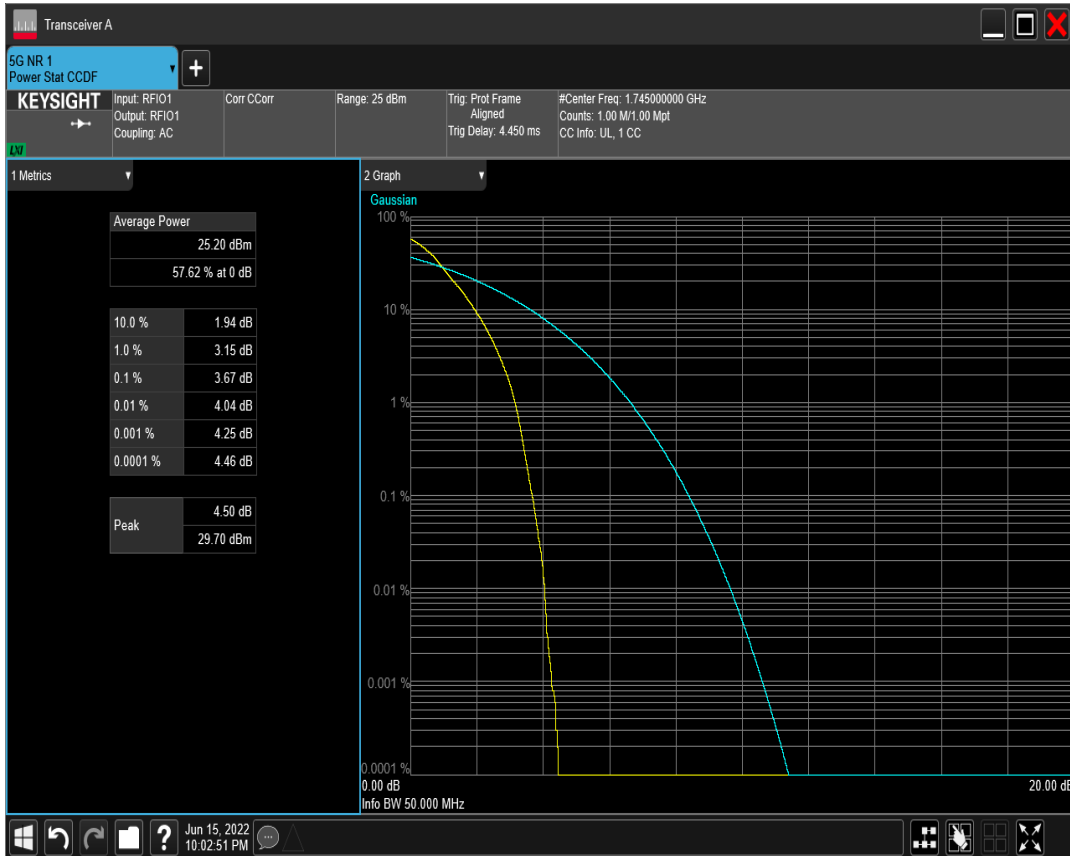 Transceiver A
5G NR 1
Power Stat CCDF
KEYSIGHT
LXI
Input: RFIO1
Output: RFIO1
Coupling: AC
Corr CCorr
Range: 25 dBm
Trig: Prot Frame
Aligned
Trig Delay: 4.450 ms
#Center Freq: 1.745000000 GHz
Counts: 1.00 M/1.00 Mpt
CC Info: UL, 1 CC
1 Metrics
Average Power
25.20 dBm
57.62 % at 0 dB
10.0 % 1.94 dB
1.0 % 3.15 dB
0.1 % 3.67 dB
0.01 % 4.04 dB
0.001 % 4.25 dB
0.0001 % 4.46 dB
Peak
4.50 dB
29.70 dBm
2 Graph
Gaussian
100 %
10 %
1 %
0.1 %
0.01 %
0.001 %
0.0001 %
0.00 dB
20.00 dB
Info BW 50.000 MHz
Jun 15, 2022
10:02:51 PM